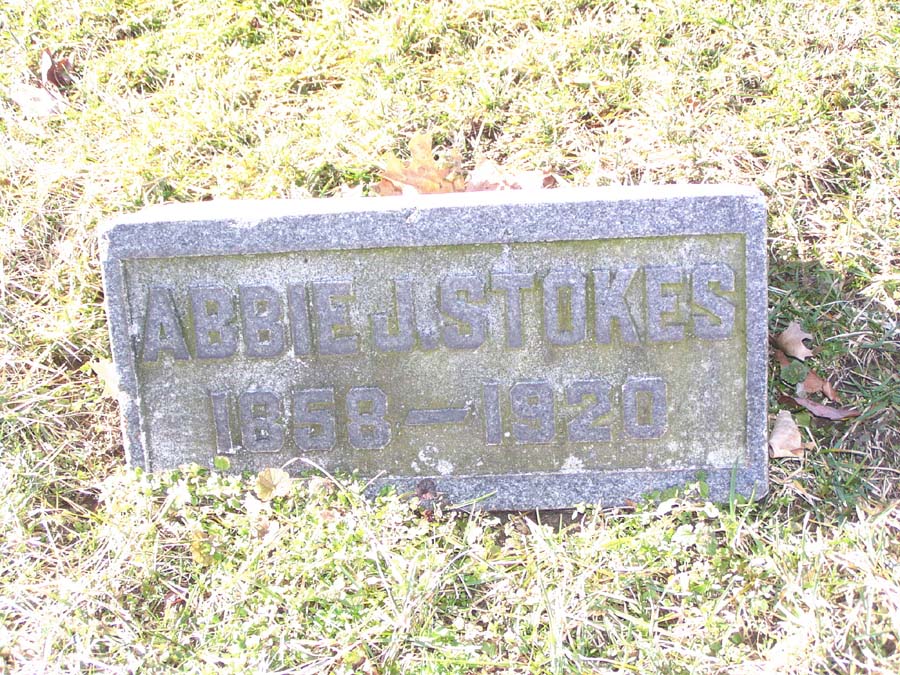 ABBIE J. STOKES
1858 — 1920